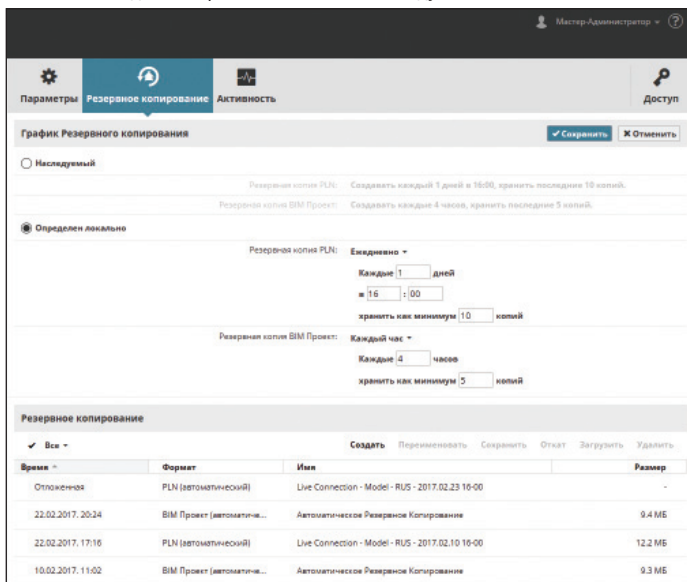 Мастер-Администратор
Параметры Резервное копирование Активность Доступ
График Резервного копирования Сохранить Отменить
Наследуемый
Резервная копия PLN: Создавать каждый 1 дней в 16:00, хранить последние 10 копий.
Резервная копия BIM Проект: Создавать каждые 4 часов, хранить последние 5 копий.
Определен локально
Резервная копия PLN: Ежедневно
Каждые 1 дней
в 16 : 00
хранить как минимум 10 копий
Резервная копия BIM Проект: Каждый час
Каждые 4 часов
хранить как минимум 5 копий
Резервное копирование
Все Создать Переименовать Сохранить Откат Загрузить Удалить
Время Формат Имя Размер
Отложенная PLN (автоматический) Live Connection - Model - RUS - 2017.02.23 16-00 -
22.02.2017. 20:24 BIM Проект (автоматиче... Автоматическое Резервное Копирование 9.4 МБ
22.02.2017. 17:16 PLN (автоматический) Live Connection - Model - RUS - 2017.02.10 16-00 12.2 МБ
10.02.2017. 11:02 BIM Проект (автоматиче... Автоматическое Резервное Копирование 9.3 МБ